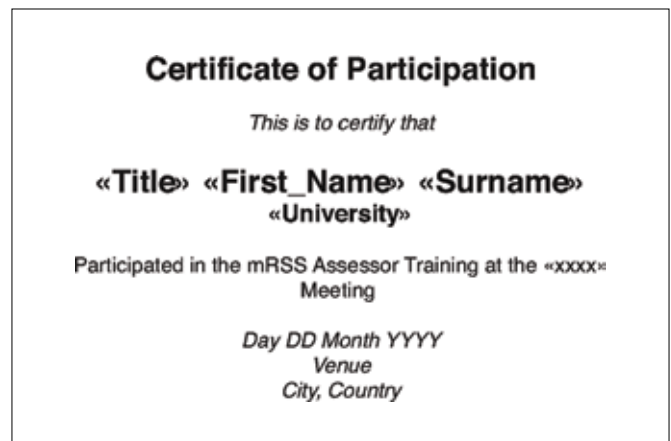 Certificate of Participation
This is to certify that
«Title» «First_Name» «Surname»
«University»
Participated in the mRSS Assessor Training at the «xxxx»
Meeting
Day DD Month YYYY
Venue
City, Country